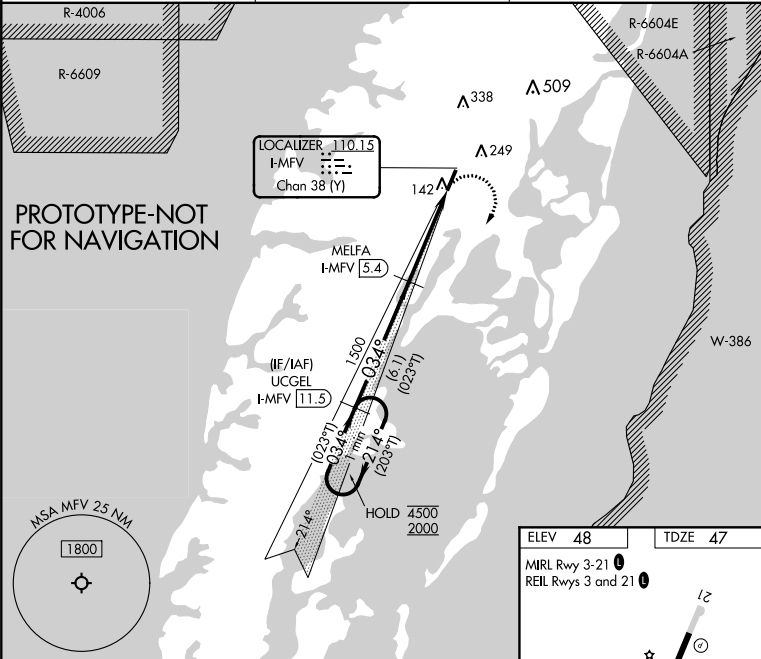 R-4006
R-6609
R-6604E
R-6604A
338
509
249
142
LOCALIZER 110.15
I-MFV
Chan 38 (Y)
PROTOTYPE-NOT
FOR NAVIGATION
MELFA
I-MFV 5.4
1500
034°
(6.1)
(023°T)
W-386
(IF/IAF)
UCGEL
I-MFV 11.5
(023°T)
034°
1 min
214°
(203°T)
HOLD 4500
2000
214°
MSA MFV 25 NM
1800
ELEV 48
TDZE 47
MIRL Rwy 3-21 L
REIL Rwys 3 and 21 L
21
P